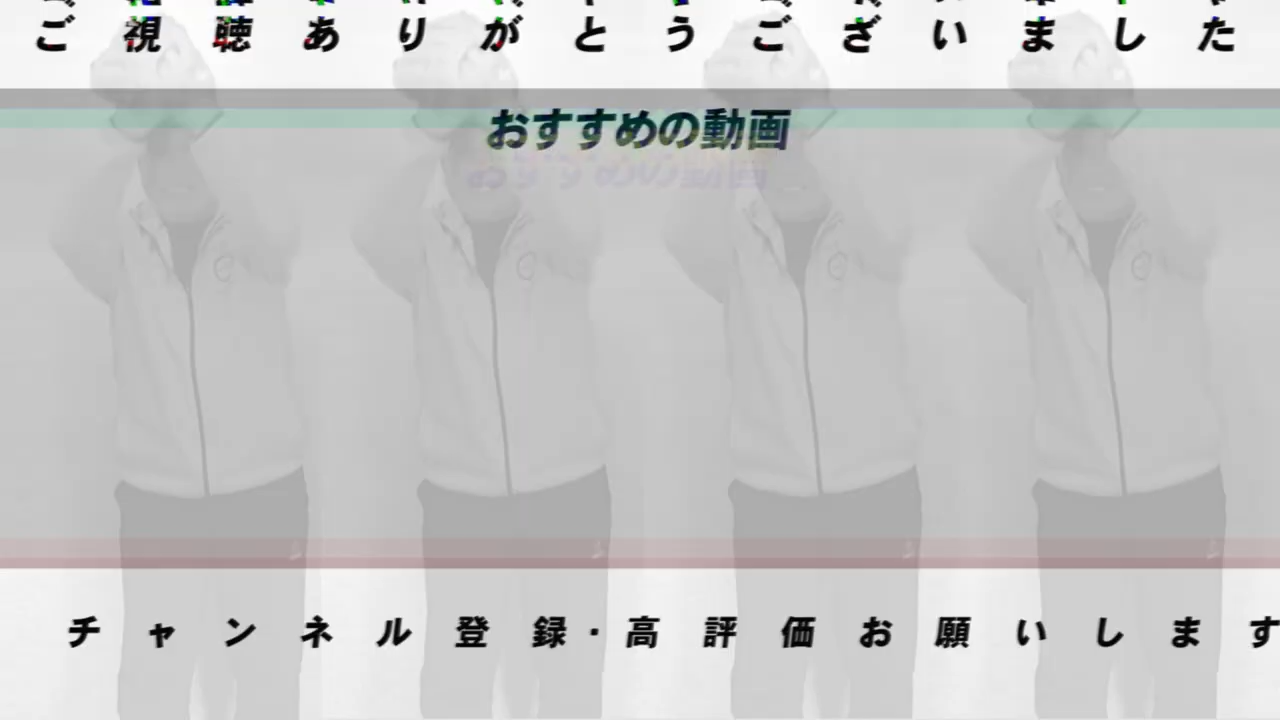 ご視聴ありがとうございました
おすすめの動画
チャンネル登録・高評価お願いします